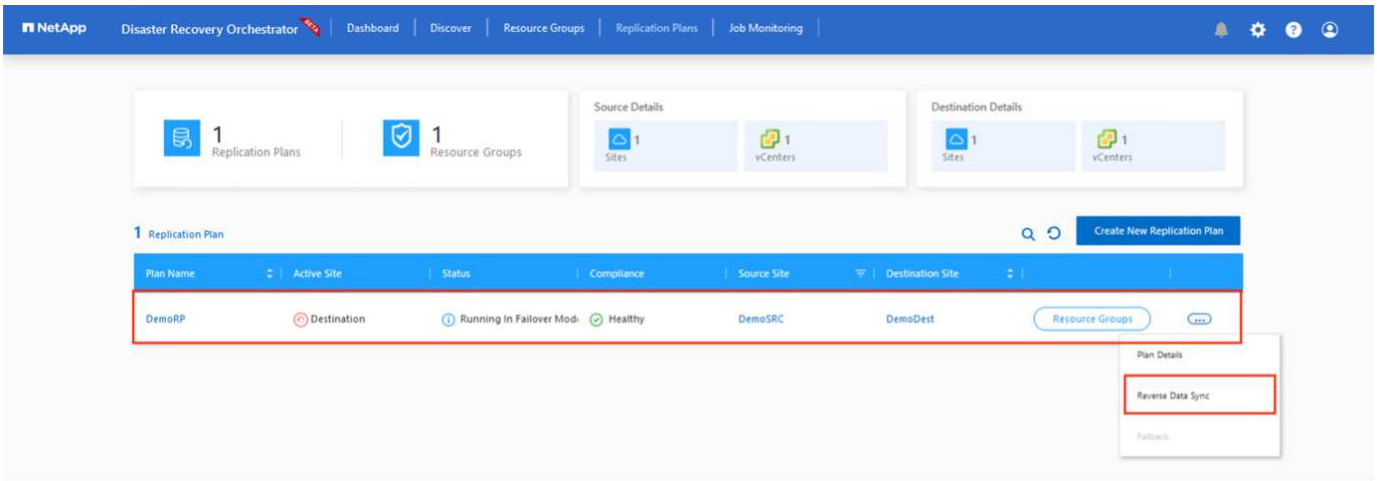 NetApp Disaster Recovery Orchestrator BETA Dashboard Discover Resource Groups Replication Plans Job Monitoring
1 Replication Plans
1 Resource Groups
Source Details
1 Sites
1 vCenters
Destination Details
1 Sites
1 vCenters
1 Replication Plan
Create New Replication Plan
Plan Name Active Site Status Compliance Source Site Destination Site
DemoRP Destination Running In Failover Mod Healthy DemoSRC DemoDest Resource Groups ...
Plan Details
Reverse Data Sync
Failback